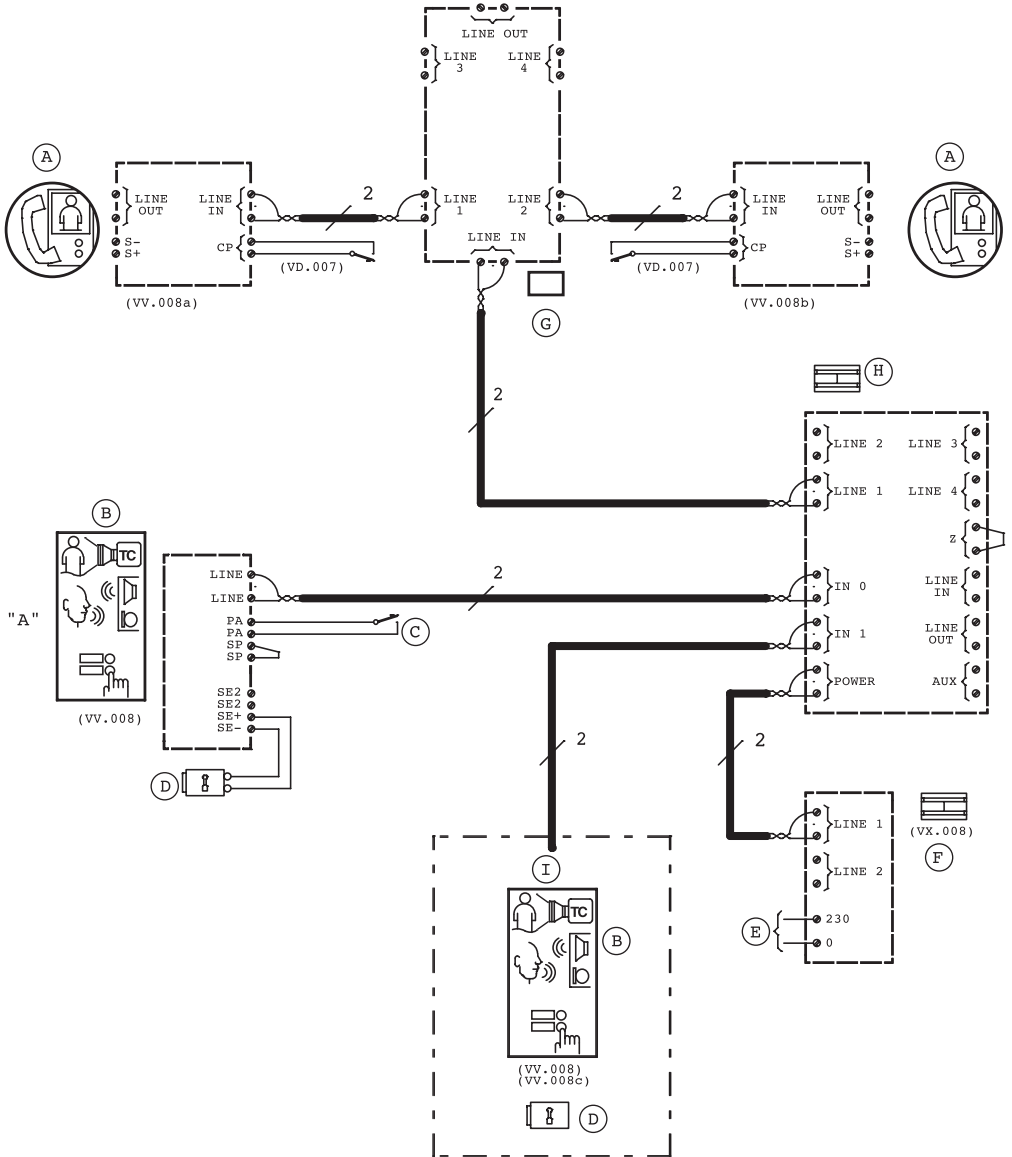 LINE OUT
LINE 3
LINE 4
A
A
LINE OUT
LINE IN
2
LINE 1
LINE 2
2
LINE IN
LINE OUT
S-
S+
CP
(VD.007)
LINE IN
(VD.007)
CP
S-
S+
(VV.008a)
G
(VV.008b)
H
2
LINE 2
LINE 3
LINE 1
LINE 4
Z
B
TC
"A"
(VV.008)
LINE
LINE
PA
PA
SP
SP
SE2
SE2
SE+
SE-
2
C
IN 0
LINE IN
IN 1
LINE OUT
POWER
AUX
D
2
2
LINE 1
LINE 2
(VX.008)
F
E
230
0
I
TC
B
(VV.008)
(VV.008c)
D